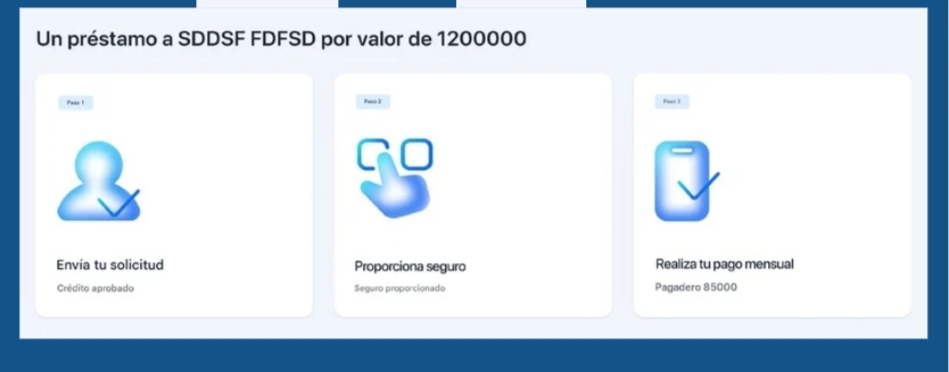 Un préstamo a SDDSF FDFSD por valor de 1200000
Paso 1
Envía tu solicitud
Crédito aprobado
Paso 2
Proporciona seguro
Seguro proporcionado
Paso 3
Realiza tu pago mensual
Pagadero 85000